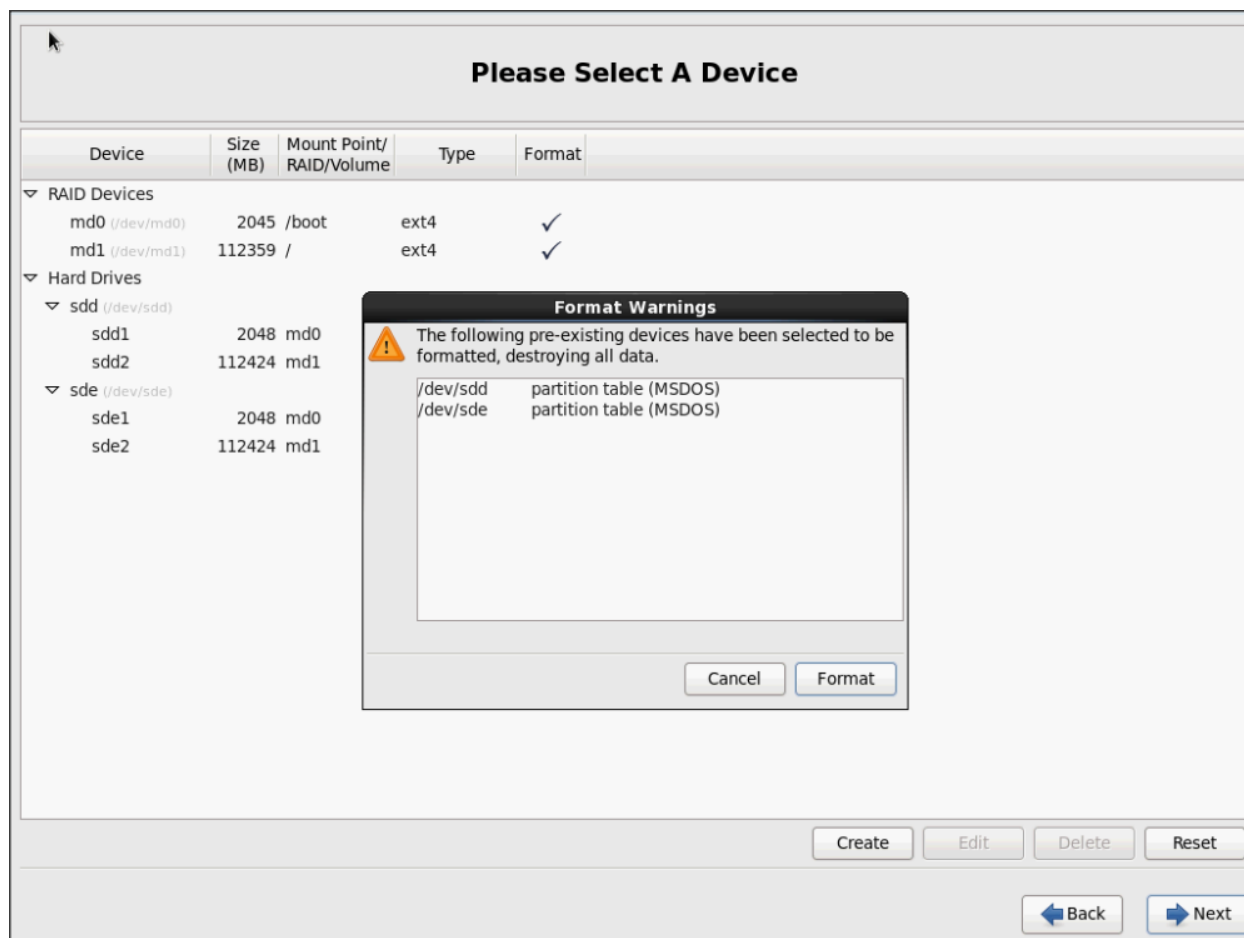 Please Select A Device
Device Size (MB) Mount Point/ RAID/Volume Type Format
RAID Devices
md0 (/dev/md0) 2045 /boot ext4
md1 (/dev/md1) 112359 / ext4
Hard Drives
sdd (/dev/sdd)
sdd1 2048 md0
sdd2 112424 md1
sde (/dev/sde)
sde1 2048 md0
sde2 112424 md1
Format Warnings
The following pre-existing devices have been selected to be
formatted, destroying all data.
/dev/sdd partition table (MSDOS)
/dev/sde partition table (MSDOS)
Cancel Format
Create Edit Delete Reset
Back Next